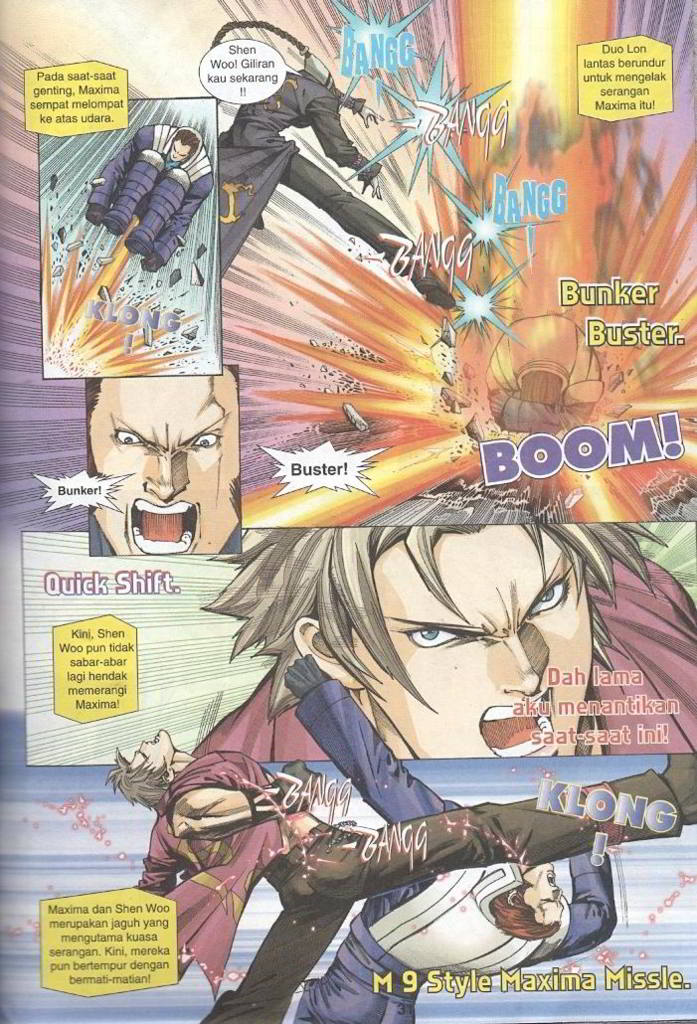 Pada saat-saat
genting, Maxima
sempat melompat
ke atas udara.
Shen
Woo! Giliran
kau sekarang
!!
BANGG
!
BANGG
Duo Lon
lantas berundur
untuk mengelak
serangan
Maxima itu!
BANGG
!
BANGG
KLONG
!
Bunker
Buster.
BOOM!
Bunker!
Buster!
Quick Shift.
Kini, Shen
Woo pun tidak
sabar-abar
lagi hendak
memerangi
Maxima!
Dah lama
aku menantikan
saat-saat ini!
BANGG
BANGG
KLONG
!
Maxima dan Shen Woo
merupakan jaguh yang
mengutama kuasa
serangan. Kini, mereka
pun bertempur dengan
bermati-matian!
M 9 Style Maxima Missle.